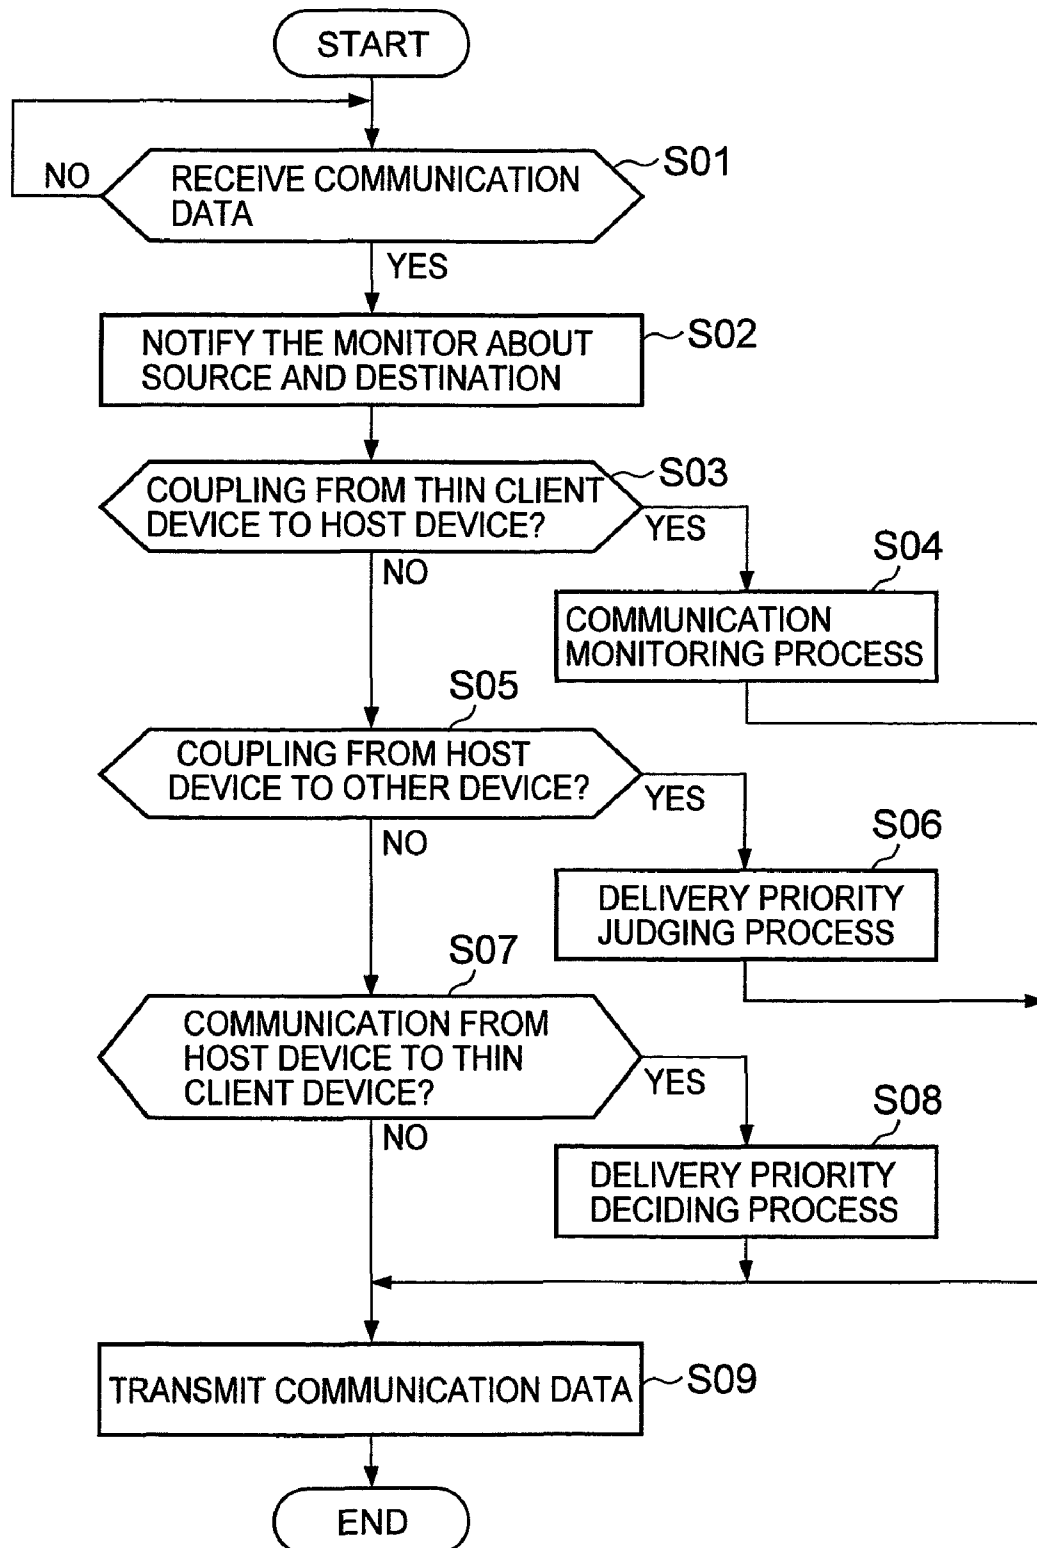 START
NO
RECEIVE COMMUNICATION
DATA
S01
YES
NOTIFY THE MONITOR ABOUT
SOURCE AND DESTINATION
S02
COUPLING FROM THIN CLIENT
DEVICE TO HOST DEVICE?
S03
YES
NO
S04
COMMUNICATION
MONITORING PROCESS
S05
COUPLING FROM HOST
DEVICE TO OTHER DEVICE?
YES
NO
S06
DELIVERY PRIORITY
JUDGING PROCESS
S07
COMMUNICATION FROM
HOST DEVICE TO THIN
CLIENT DEVICE?
YES
NO
S08
DELIVERY PRIORITY
DECIDING PROCESS
TRANSMIT COMMUNICATION DATA
S09
END